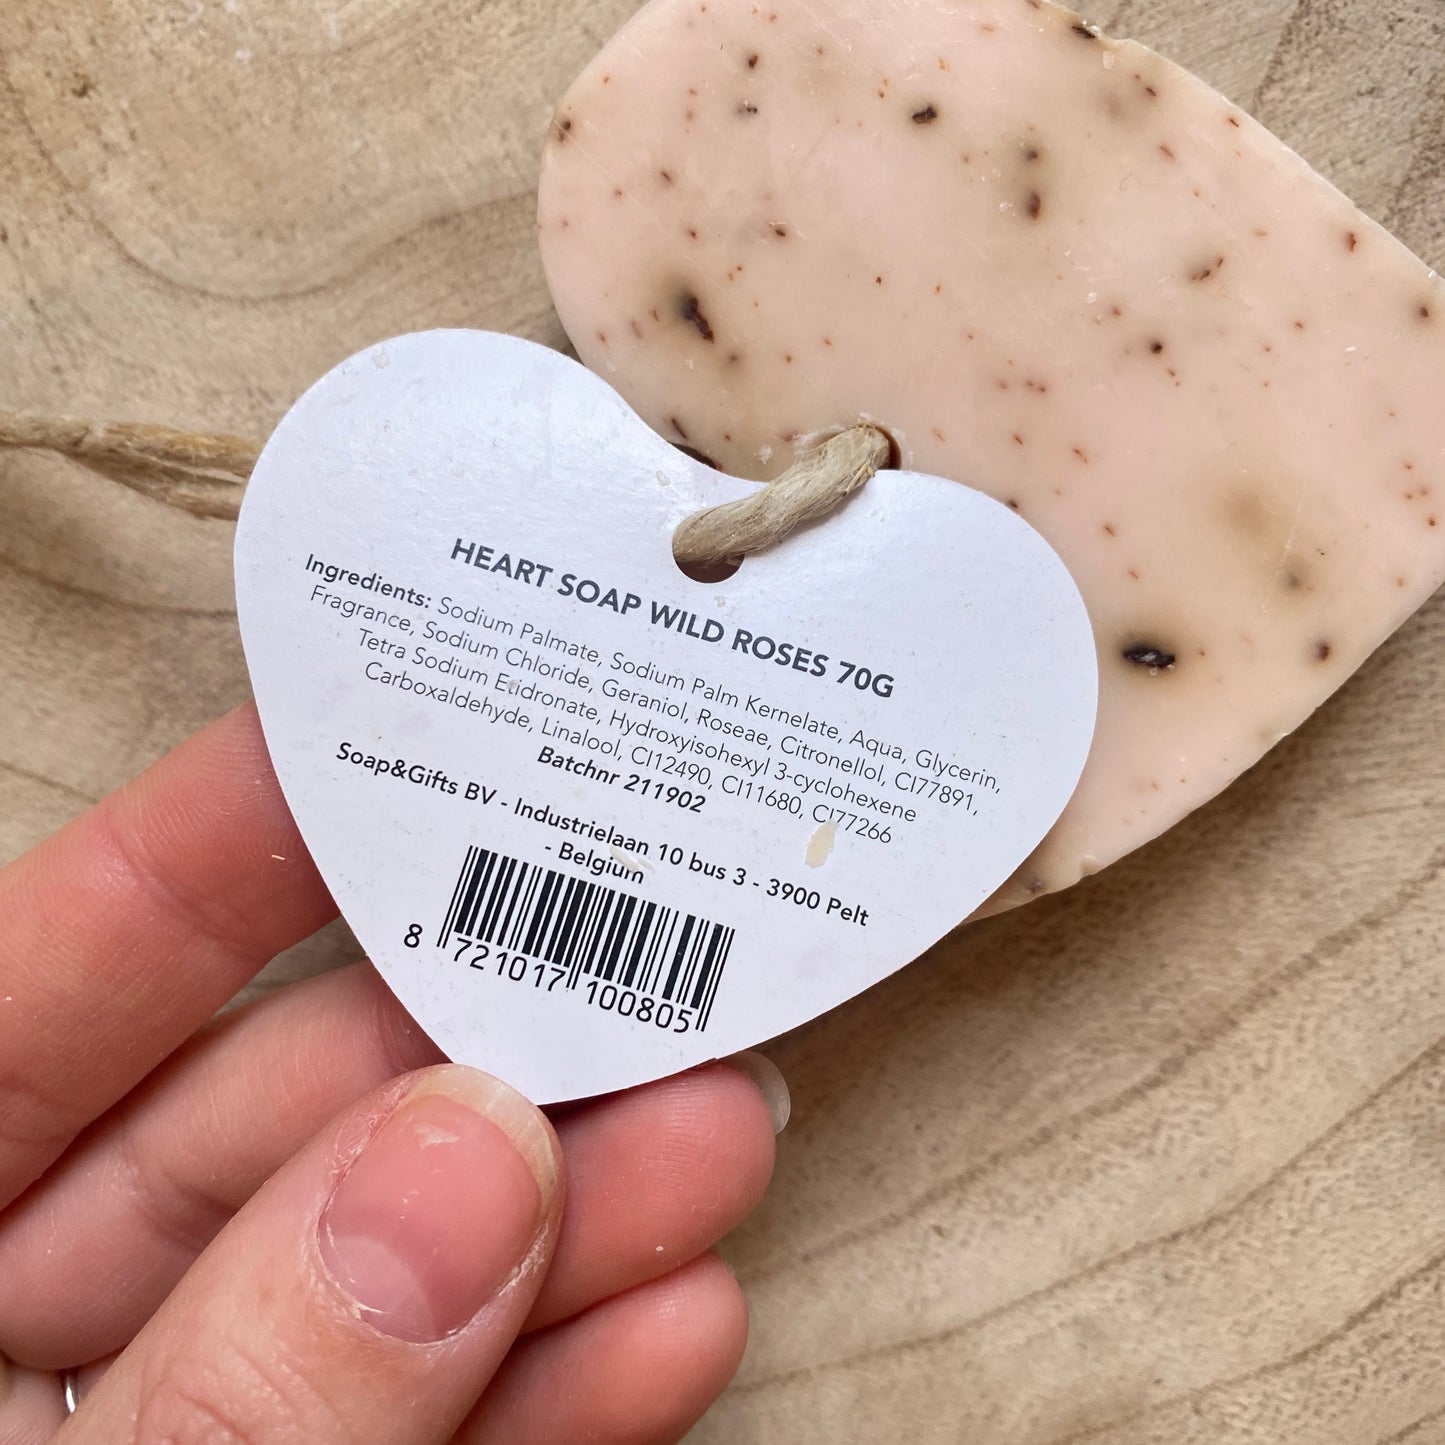 HEART SOAP WILD ROSES 70G
Ingredients: Sodium Palmate, Sodium Palm Kernelate, Aqua, Glycerin,
Fragrance, Sodium Chloride, Geraniol, Roseae, Citronellol, CI77891,
Tetra Sodium Etidronate, Hydroxyisohexyl 3-cyclohexene
Carboxaldehyde, Linalool, CI12490, CI11680, CI77266
Batchnr 211902
Soap&Gifts BV - Industrielaan 10 bus 3 - 3900 Pelt
- Belgium
8 721017 100805